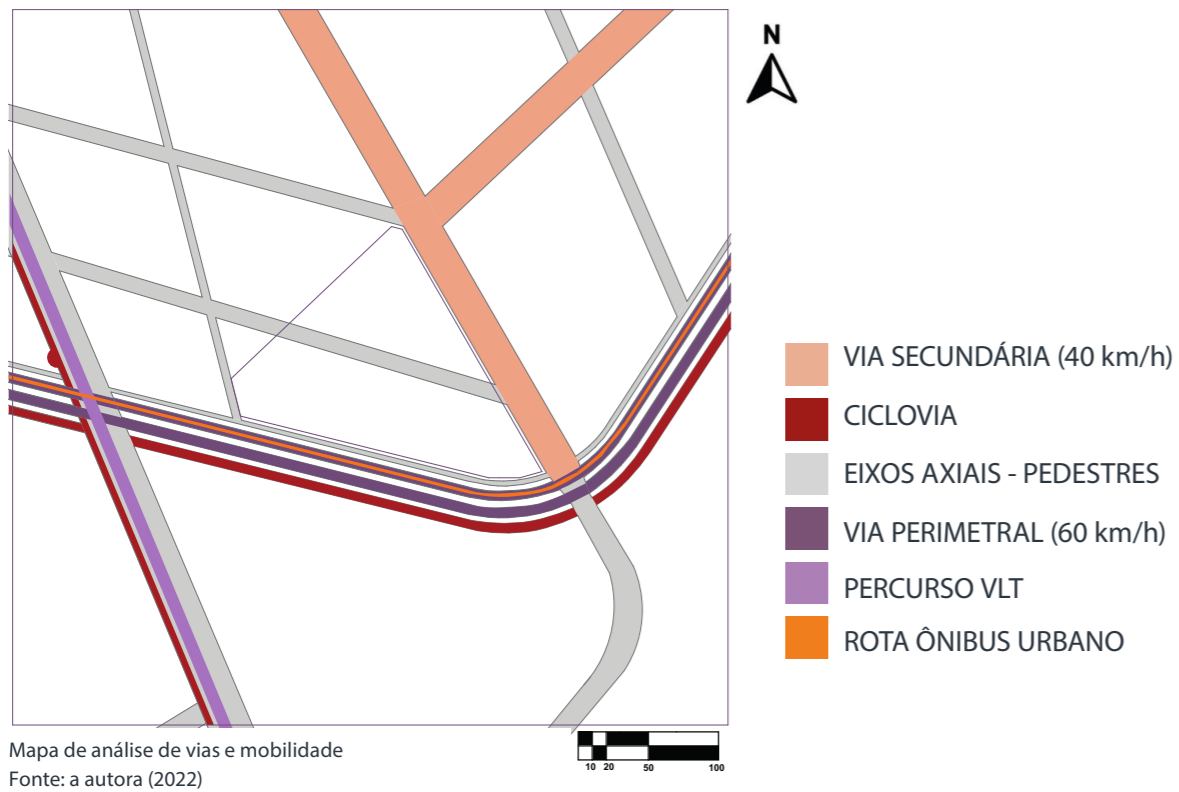 N
VIA SECUNDÁRIA (40 km/h)
CICLOVIA
EIXOS AXIAIS - PEDESTRES
VIA PERIMETRAL (60 km/h)
PERCURSO VLT
ROTA ÔNIBUS URBANO
Mapa de análise de vias e mobilidade
Fonte: a autora (2022)
10 20 50 100